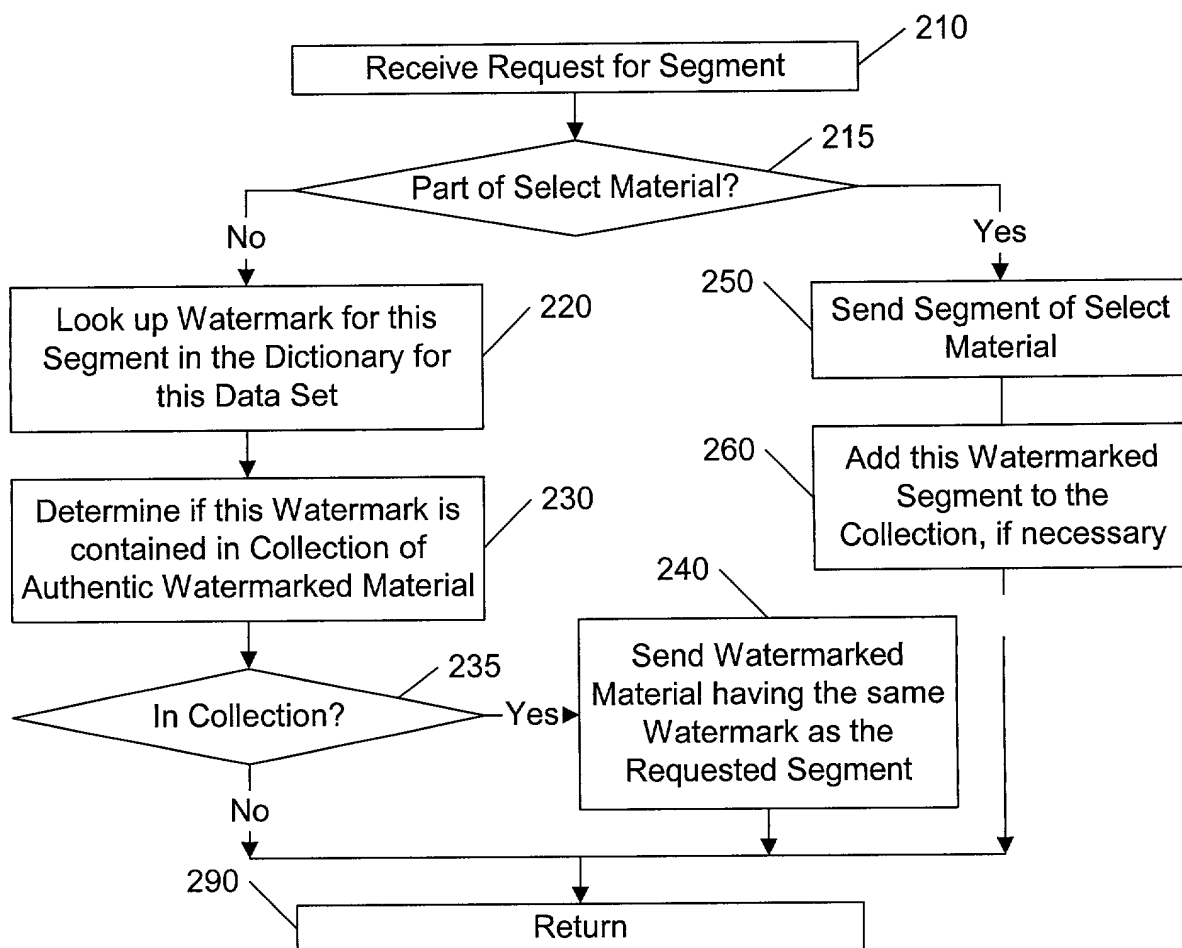 210
Receive Request for Segment
215
Part of Select Material?
No
Yes
220
Look up Watermark for this
Segment in the Dictionary for
this Data Set
250
Send Segment of Select
Material
230
Determine if this Watermark is
contained in Collection of
Authentic Watermarked Material
260
Add this Watermarked
Segment to the
Collection, if necessary
235
In Collection?
Yes
240
Send Watermarked
Material having the same
Watermark as the
Requested Segment
No
290
Return